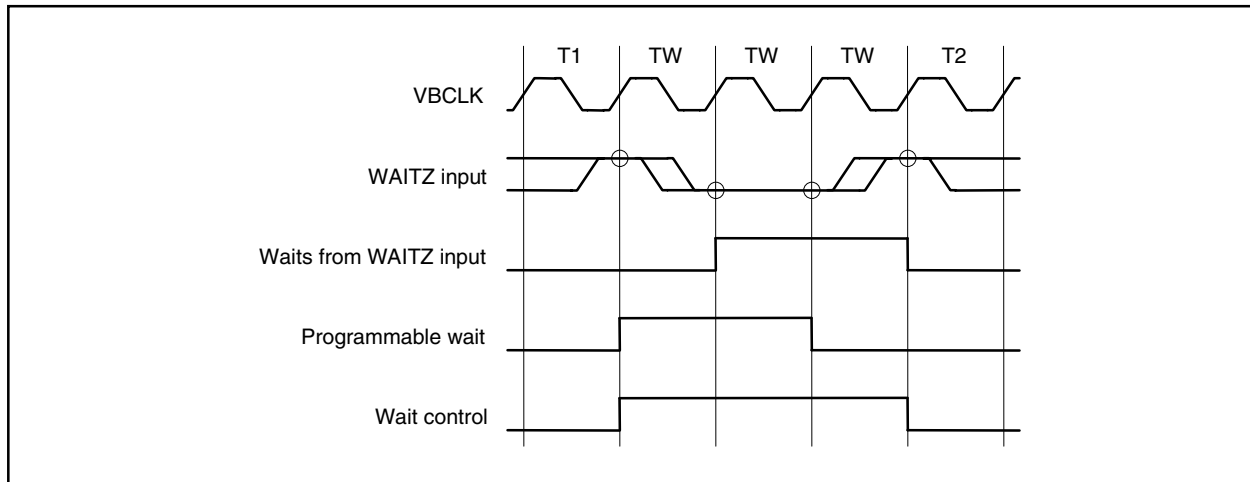 T1 TW TW TW T2
VBCLK
WAITZ input
Waits from WAITZ input
Programmable wait
Wait control